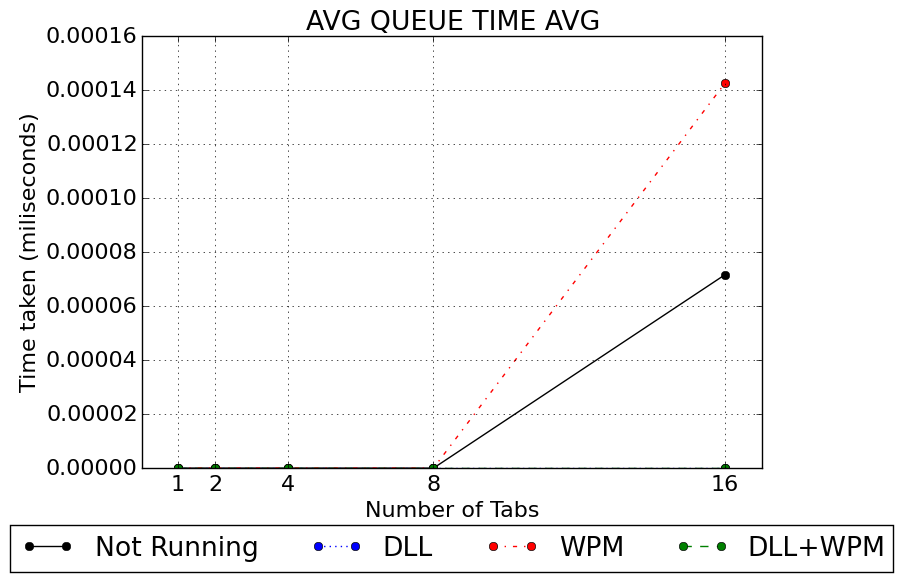 AVG QUEUE TIME AVG
0.00016
0.00014
0.00012
0.00010
0.00008
0.00006
0.00004
0.00002
0.00000
Time taken (miliseconds)
1 2 4 8 16
Number of Tabs
Not Running DLL WPM DLL+WPM